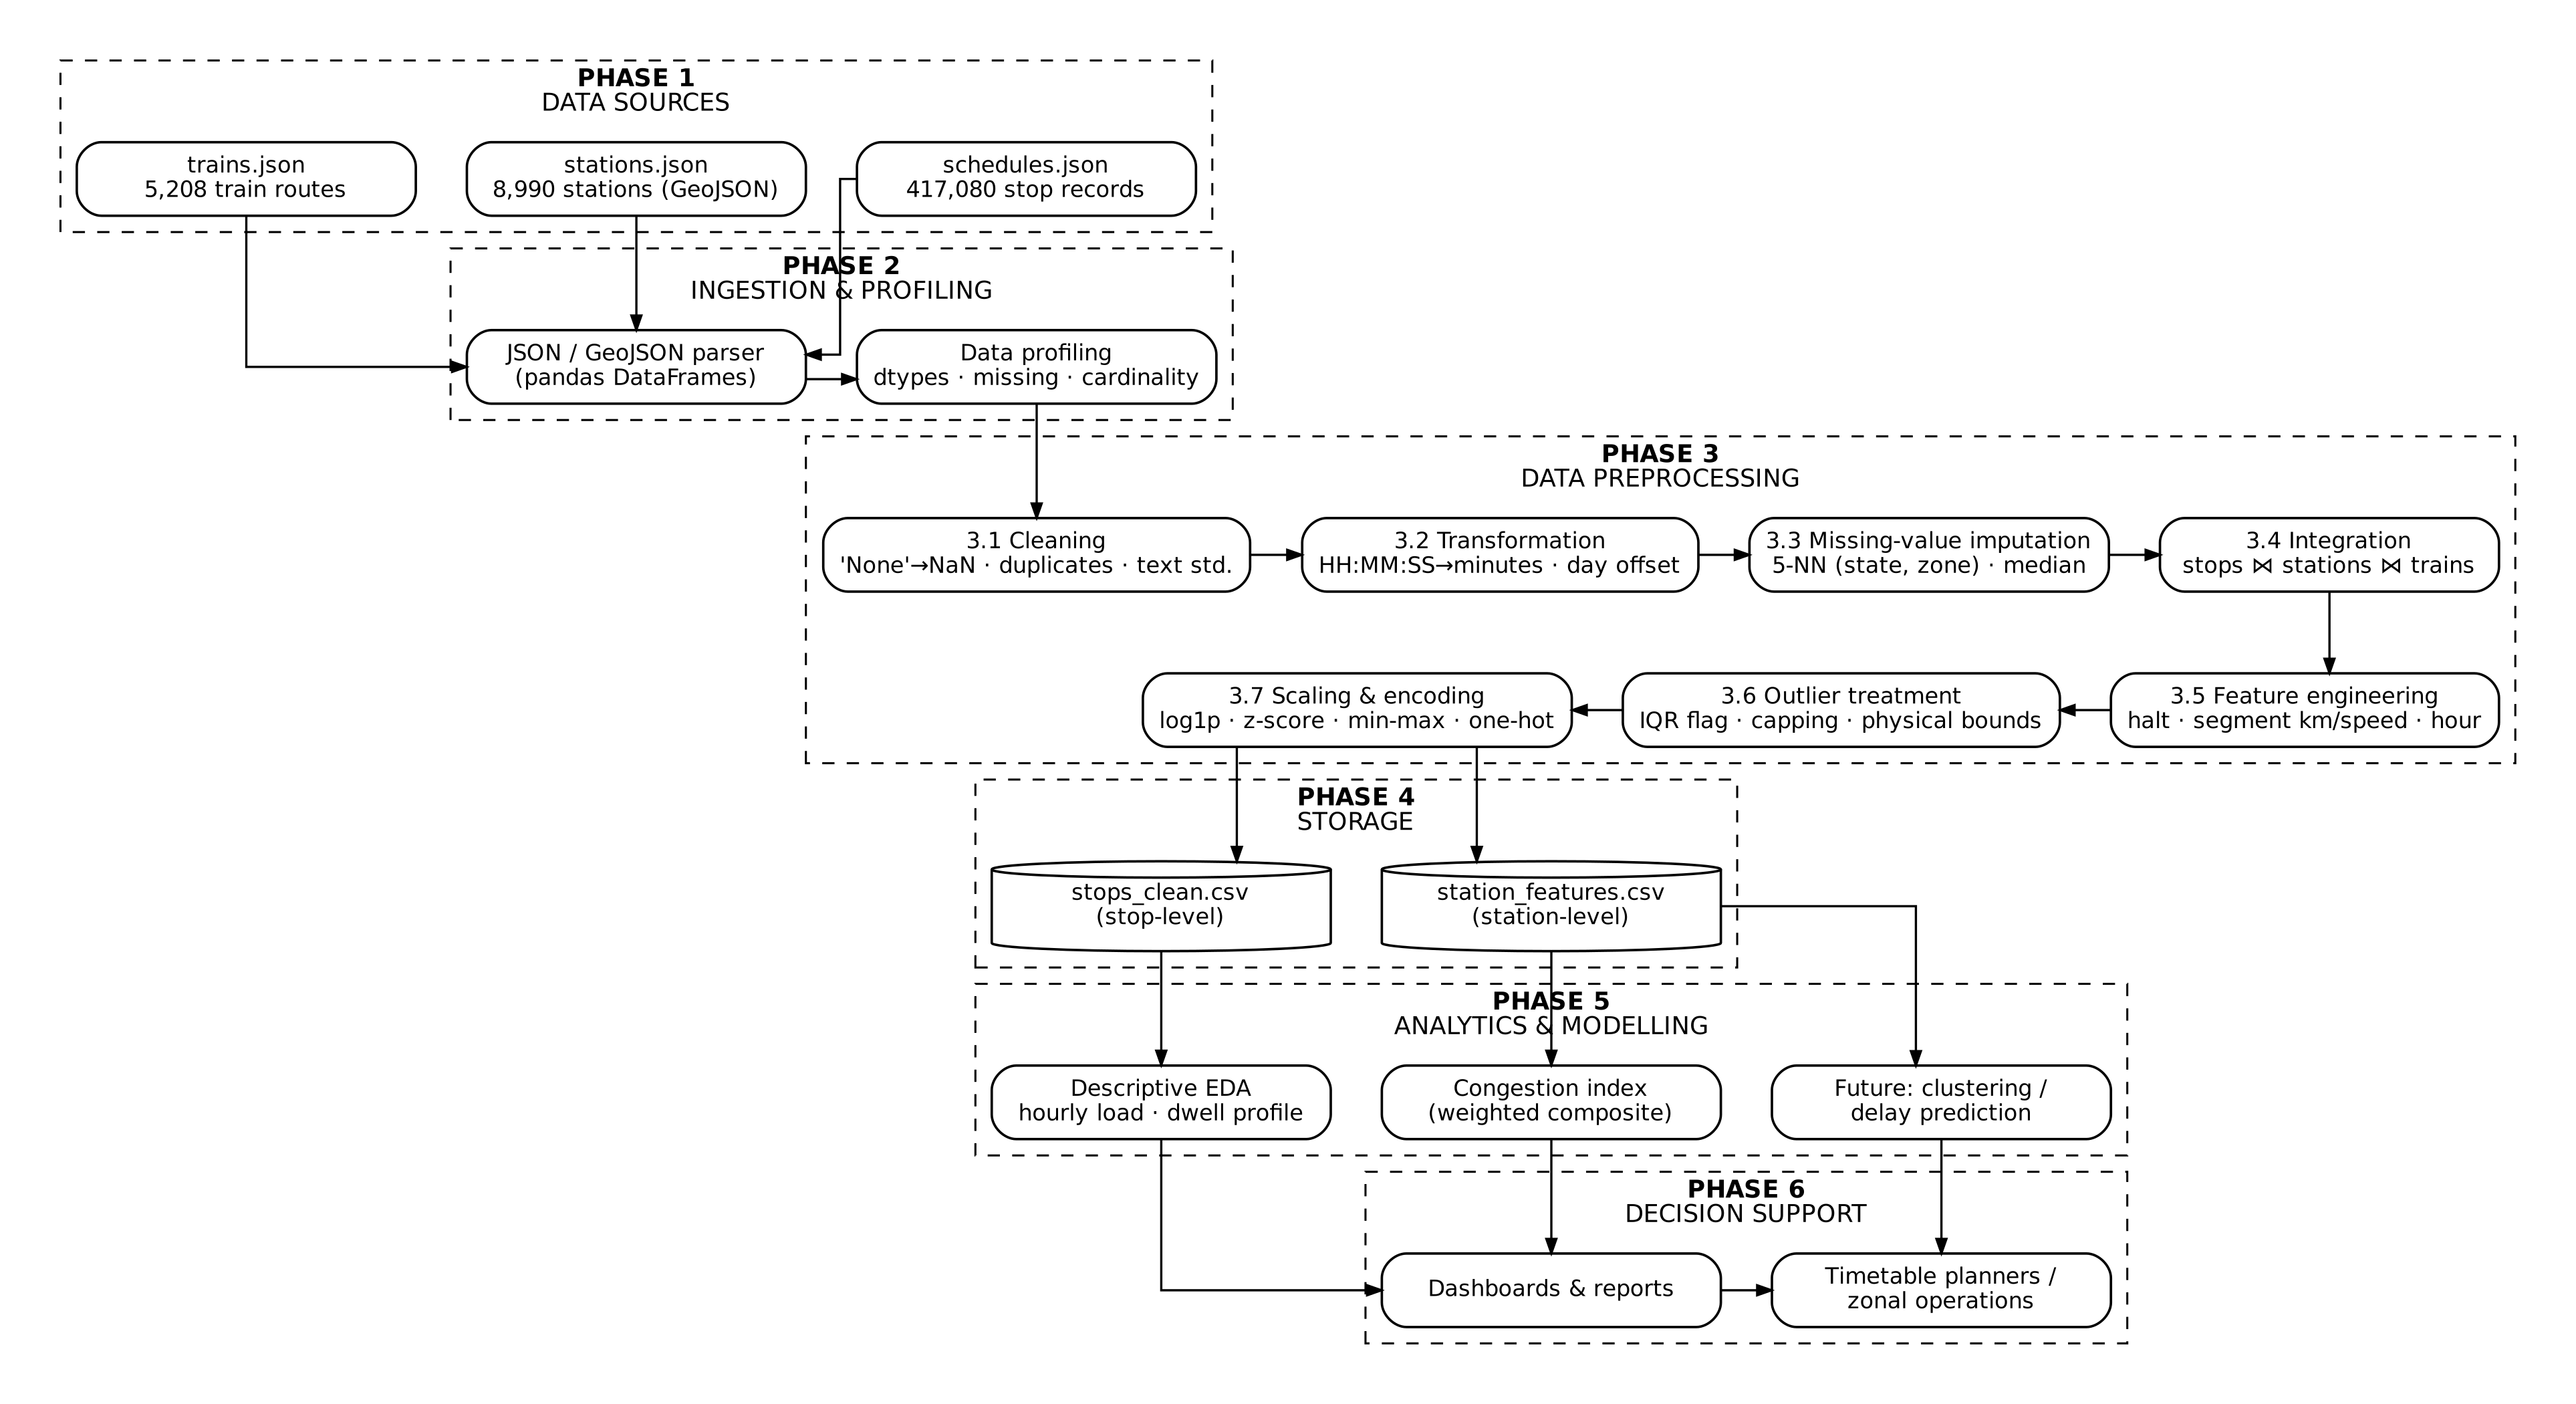 PHASE 1
DATA SOURCES
trains.json
5,208 train routes
stations.json
8,990 stations (GeoJSON)
schedules.json
417,080 stop records
PHASE 2
INGESTION & PROFILING
JSON / GeoJSON parser
(pandas DataFrames)
Data profiling
dtypes · missing · cardinality
PHASE 3
DATA PREPROCESSING
3.1 Cleaning
'None'→NaN · duplicates · text std.
3.2 Transformation
HH:MM:SS→minutes · day offset
3.3 Missing-value imputation
5-NN (state, zone) · median
3.4 Integration
stops ⋈ stations ⋈ trains
3.5 Feature engineering
halt · segment km/speed · hour
3.6 Outlier treatment
IQR flag · capping · physical bounds
3.7 Scaling & encoding
log1p · z-score · min-max · one-hot
PHASE 4
STORAGE
stops_clean.csv
(stop-level)
station_features.csv
(station-level)
PHASE 5
ANALYTICS & MODELLING
Descriptive EDA
hourly load · dwell profile
Congestion index
(weighted composite)
Future: clustering /
delay prediction
PHASE 6
DECISION SUPPORT
Dashboards & reports
Timetable planners /
zonal operations